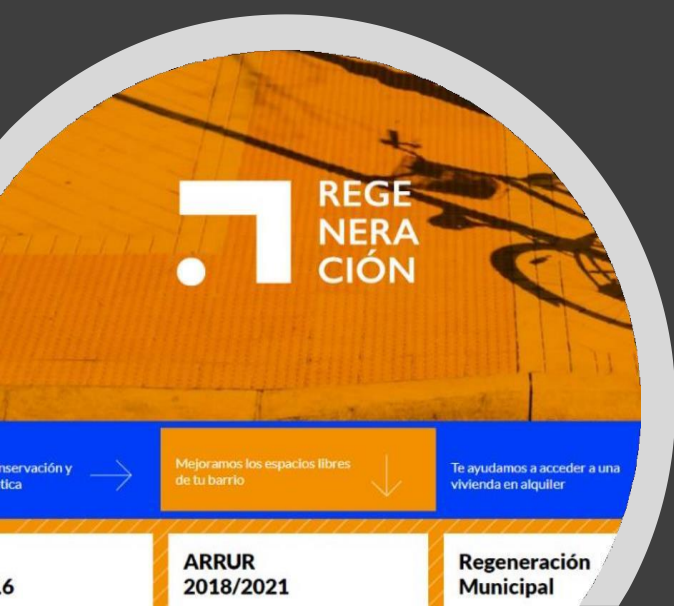 REGE
NERA
CIÓN
nservación y
tica
Mejoramos los espacios libres
de tu barrio
Te ayudamos a acceder a una
vivienda en alquiler
.6
ARRUR
2018/2021
Regeneración
Municipal